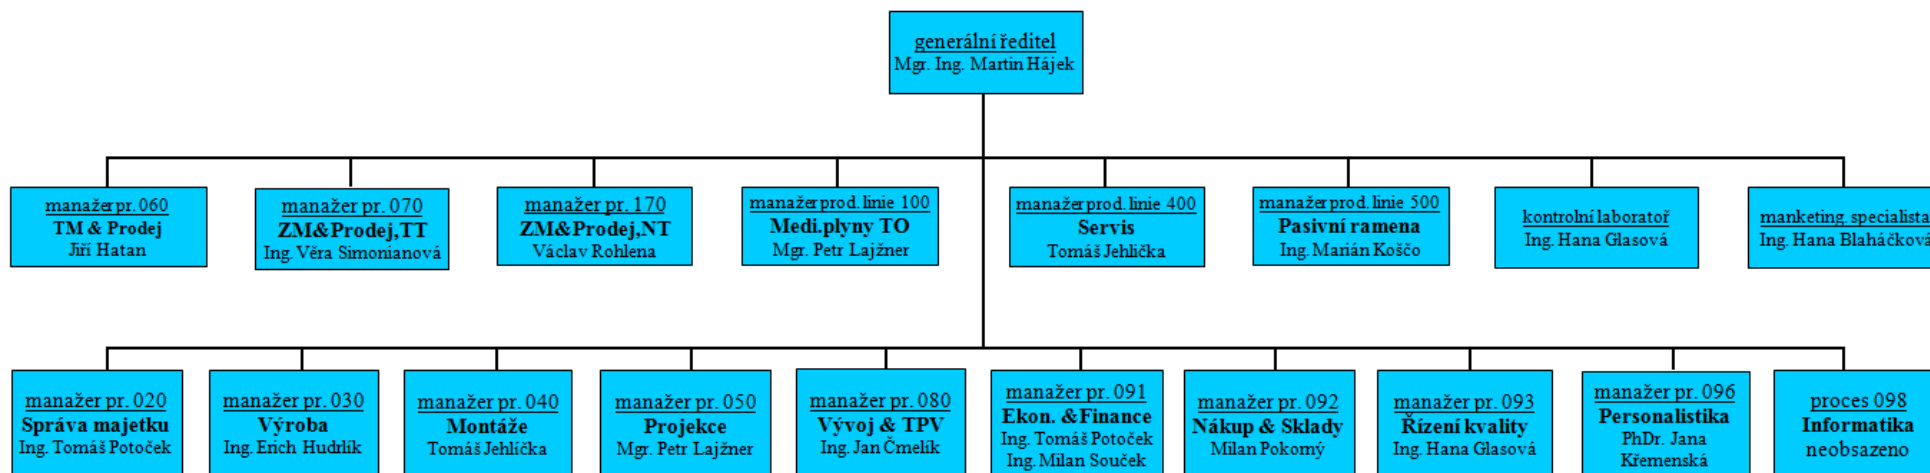 generální ředitel
Mgr. Ing. Martin Hájek
manažer pr. 060
TM & Prodej
Jiří Hatan
manažer pr. 070
ZM&Prodej,TT
Ing. Věra Simonianová
manažer pr. 170
ZM&Prodej,NT
Václav Rohlena
manažer prod. linie 100
Medi.plyny TO
Mgr. Petr Lajžner
manažer prod. linie 400
Servis
Tomáš Jehlička
manažer prod. linie 500
Pasivní ramena
Ing. Marián Koščo
kontrolní laboratoř
Ing. Hana Glasová
manketing. specialista
Ing. Hana Blaháčková
manažer pr. 020
Správa majetku
Ing. Tomáš Potoček
manažer pr. 030
Výroba
Ing. Erich Hudrlík
manažer pr. 040
Montáže
Tomáš Jehlička
manažer pr. 050
Projekce
Mgr. Petr Lajžner
manažer pr. 080
Vývoj & TPV
Ing. Jan Čmelík
manažer pr. 091
Ekon. &Finance
Ing. Tomáš Potoček
Ing. Milan Souček
manažer pr. 092
Nákup & Sklady
Milan Pokorný
manažer pr. 093
Řízení kvality
Ing. Hana Glasová
manažer pr. 096
Personalistika
PhDr. Jana
Křemenská
proces 098
Informatika
neobsazeno